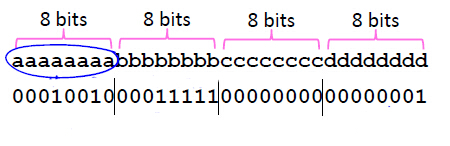 8 bits 8 bits 8 bits 8 bits
aaaaaaaabbbbbbbbccccccccdddddddd
00010010 00011111 00000000 00000001